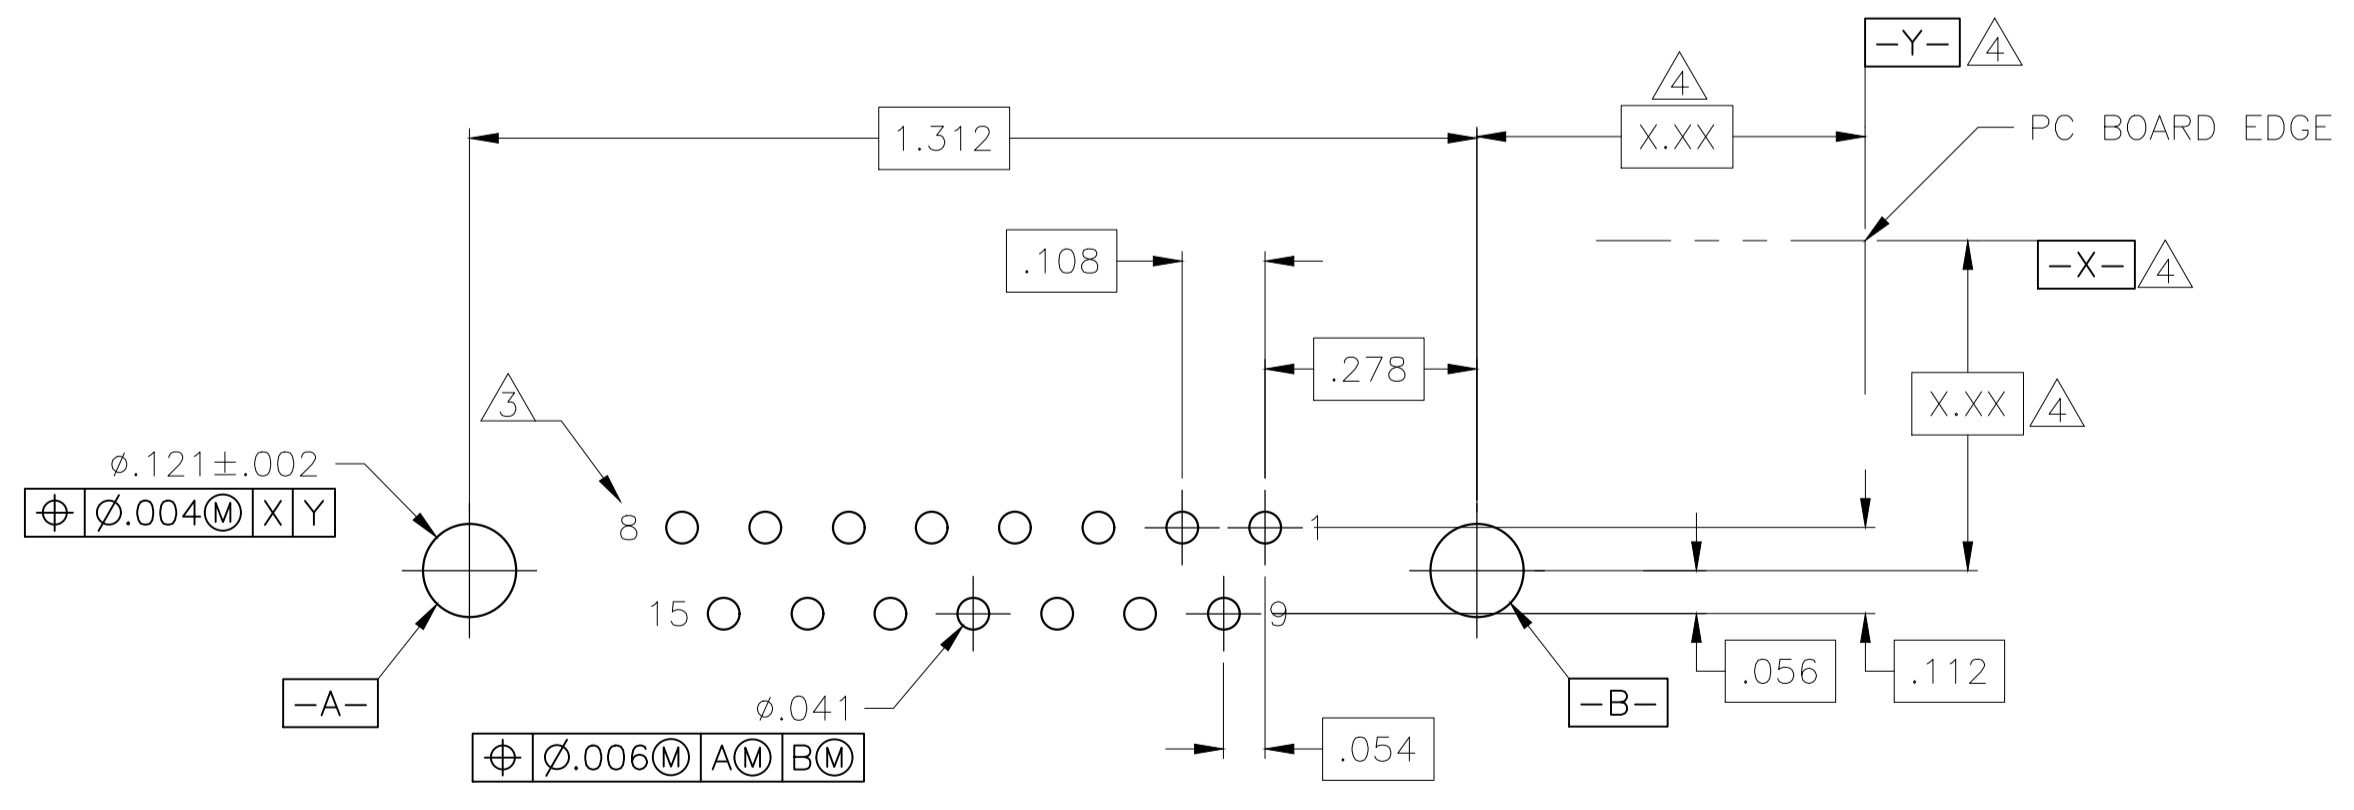 -Y- 4
4
1.312
X.XX
PC BOARD EDGE
.108
-X- 4
.278
3
X.XX 4
⌀.121±.002
⌖ ⌀.004Ⓜ X Y
8
1
15
9
.056
.112
-A-
⌀.041
-B-
⌖ ⌀.006Ⓜ AⓂ BⓂ
.054